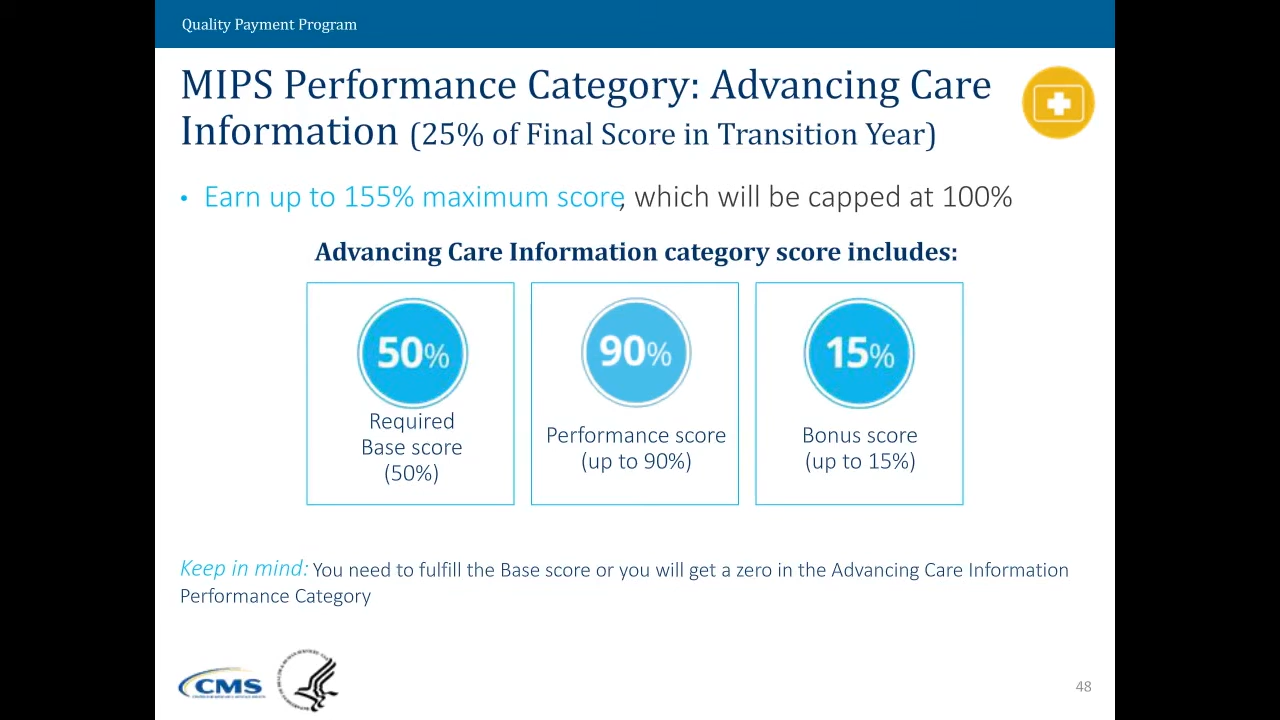 Quality Payment Program
MIPS Performance Category: Advancing Care
Information (25% of Final Score in Transition Year)
• Earn up to 155% maximum score, which will be capped at 100%
Advancing Care Information category score includes:
50%
Required
Base score
(50%)
90%
Performance score
(up to 90%)
15%
Bonus score
(up to 15%)
Keep in mind: You need to fulfill the Base score or you will get a zero in the Advancing Care Information
Performance Category
CMS
48